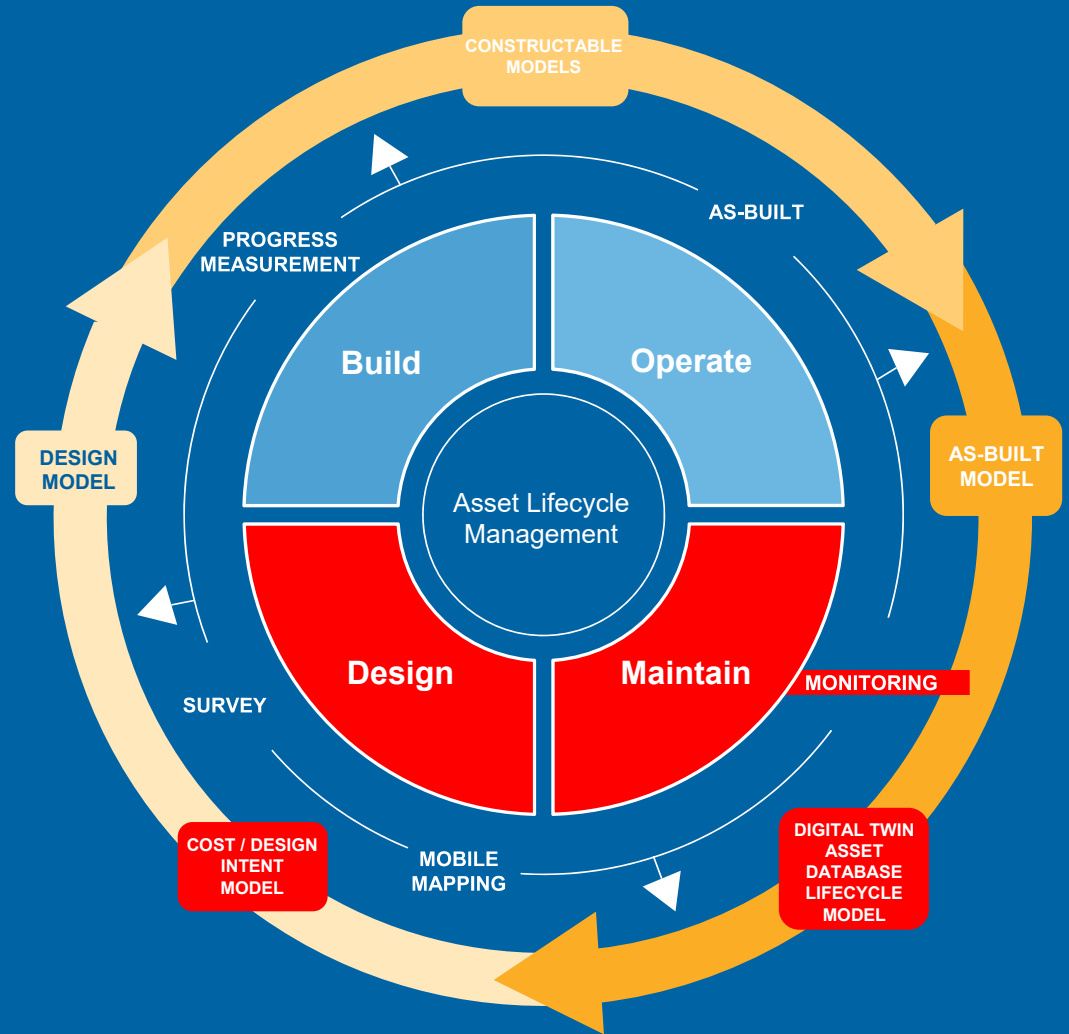 CONSTRUCTABLE
MODELS
AS-BUILT
PROGRESS
MEASUREMENT
Build
Operate
DESIGN
MODEL
AS-BUILT
MODEL
Asset Lifecycle
Management
Design
Maintain
MONITORING
SURVEY
COST / DESIGN
INTENT
MODEL
MOBILE
MAPPING
DIGITAL TWIN
ASSET
DATABASE
LIFECYCLE
MODEL